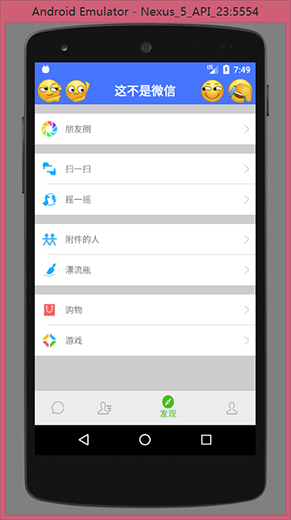 Android Emulator - Nexus_5_API_23:5554
7:49
这不是微信
朋友圈
扫一扫
摇一摇
附件的人
漂流瓶
购物
游戏
发现